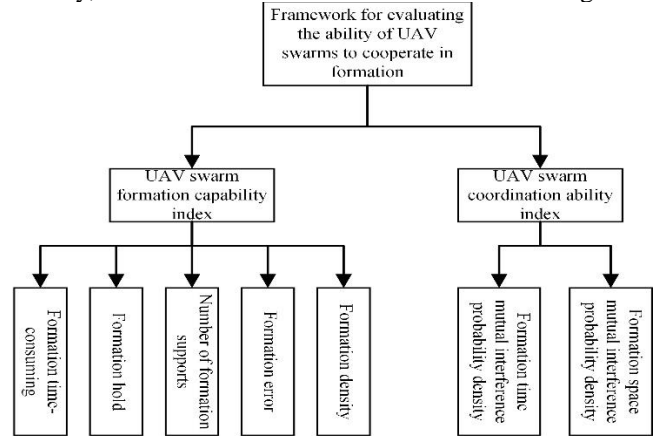 Framework for evaluating
the ability of UAV
swarms to cooperate in
formation
UAV swarm
formation capability
index
UAV swarm
coordination ability
index
Formation time-
consuming
Formation hold
Number of formation
supports
Formation error
Formation density
Formation time
mutual interference
probability density
Formation space
mutual interference
probability density